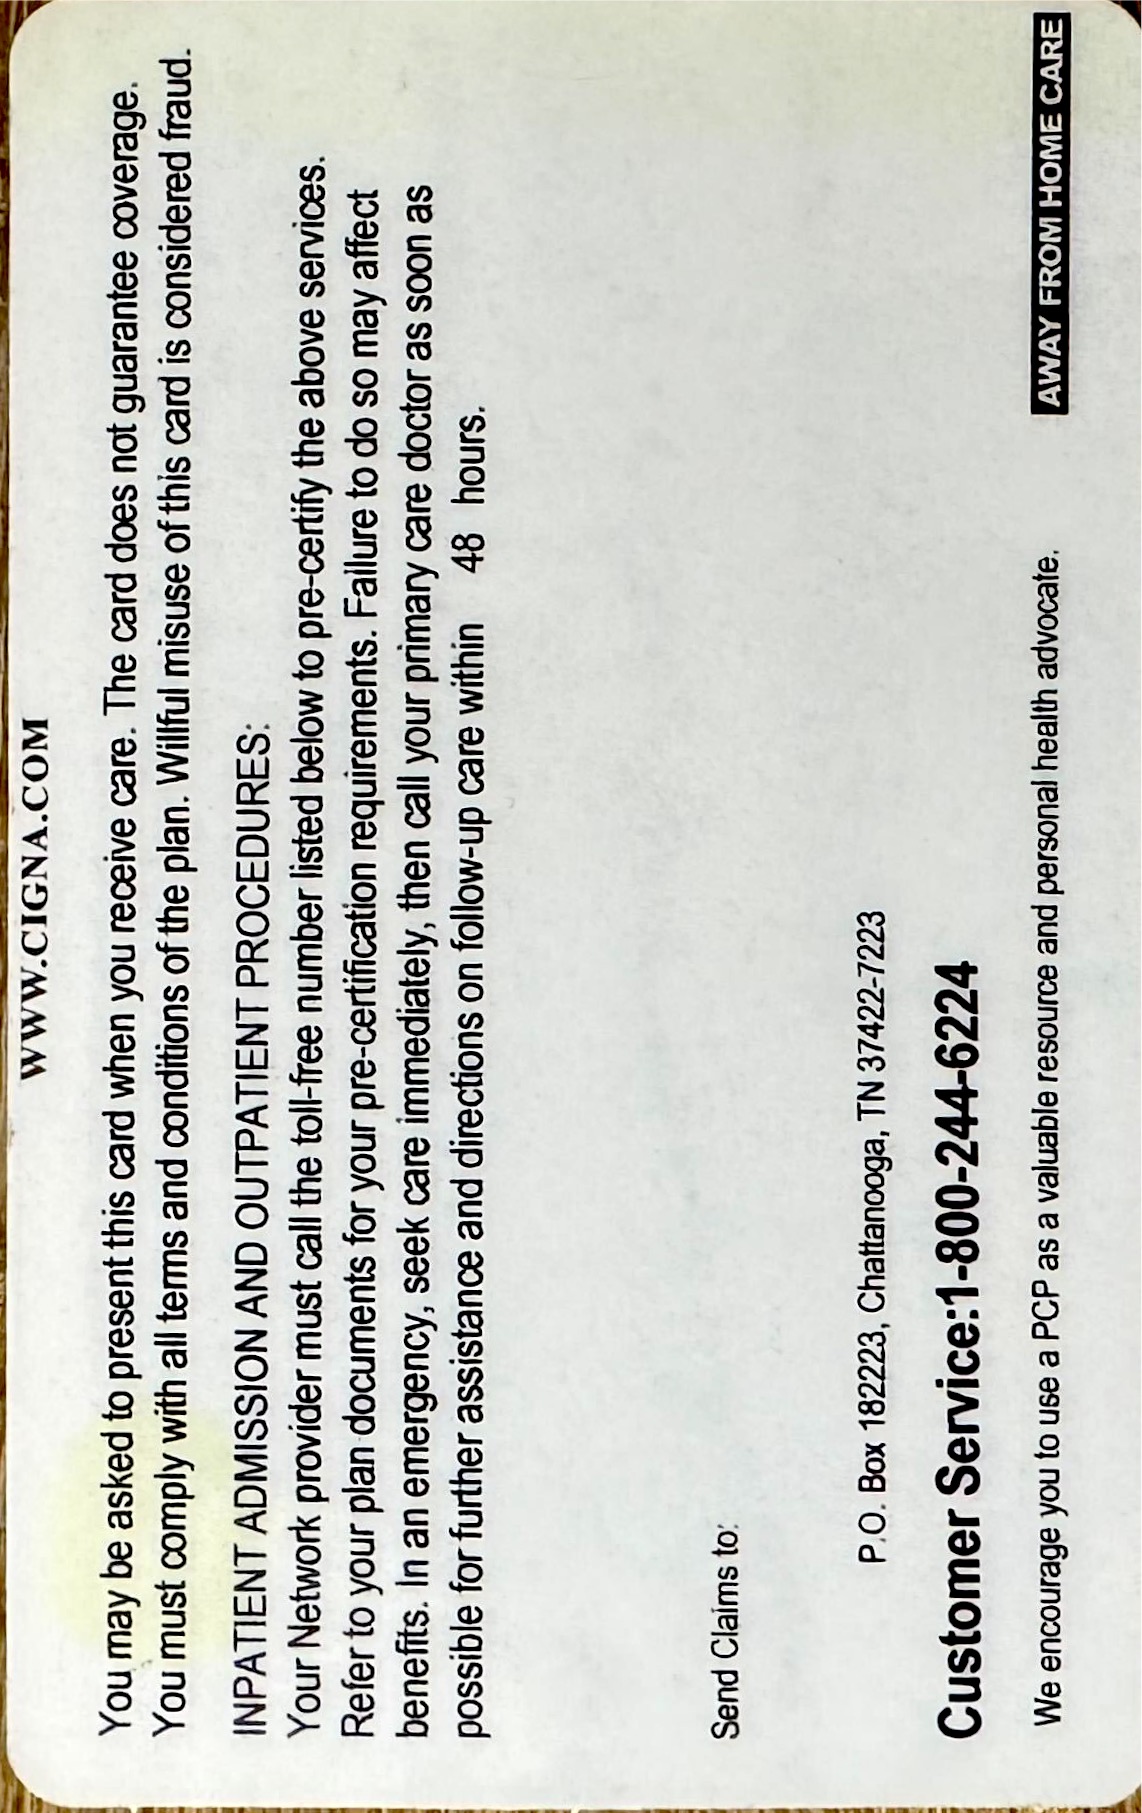 WWW.CIGNA.COM
You may be asked to present this card when you receive care. The card does not guarantee coverage.
You must comply with all terms and conditions of the plan. Willful misuse of this card is considered fraud.
INPATIENT ADMISSION AND OUTPATIENT PROCEDURES:
Your Network provider must call the toll-free number listed below to pre-certify the above services.
Refer to your plan documents for your pre-certification requirements. Failure to do so may affect
benefits. In an emergency, seek care immediately, then call your primary care doctor as soon as
possible for further assistance and directions on follow-up care within 48 hours.
Send Claims to:
P.O. Box 182223, Chattanooga, TN 37422-7223
Customer Service:1-800-244-6224
We encourage you to use a PCP as a valuable resource and personal health advocate.
AWAY FROM HOME CARE